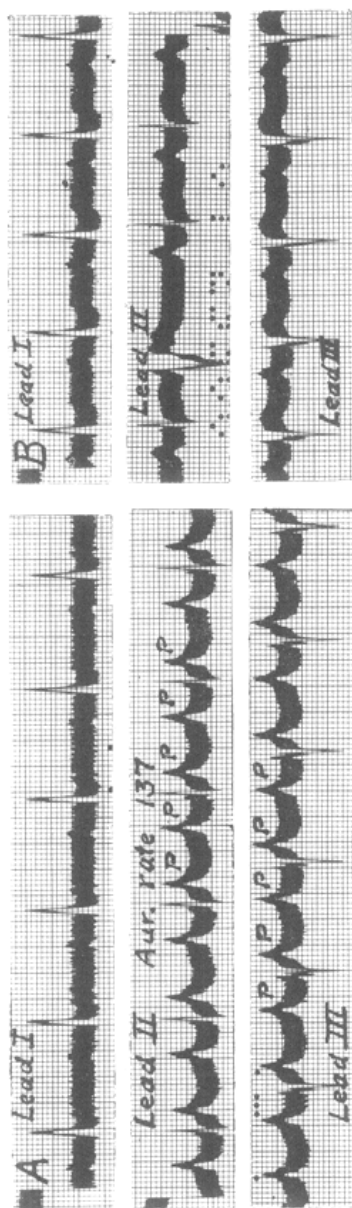 A Lead I
Lead II Aur. rate 137
P P P P P P
Lead III
P P P P P
B Lead I
Lead II
Lead III